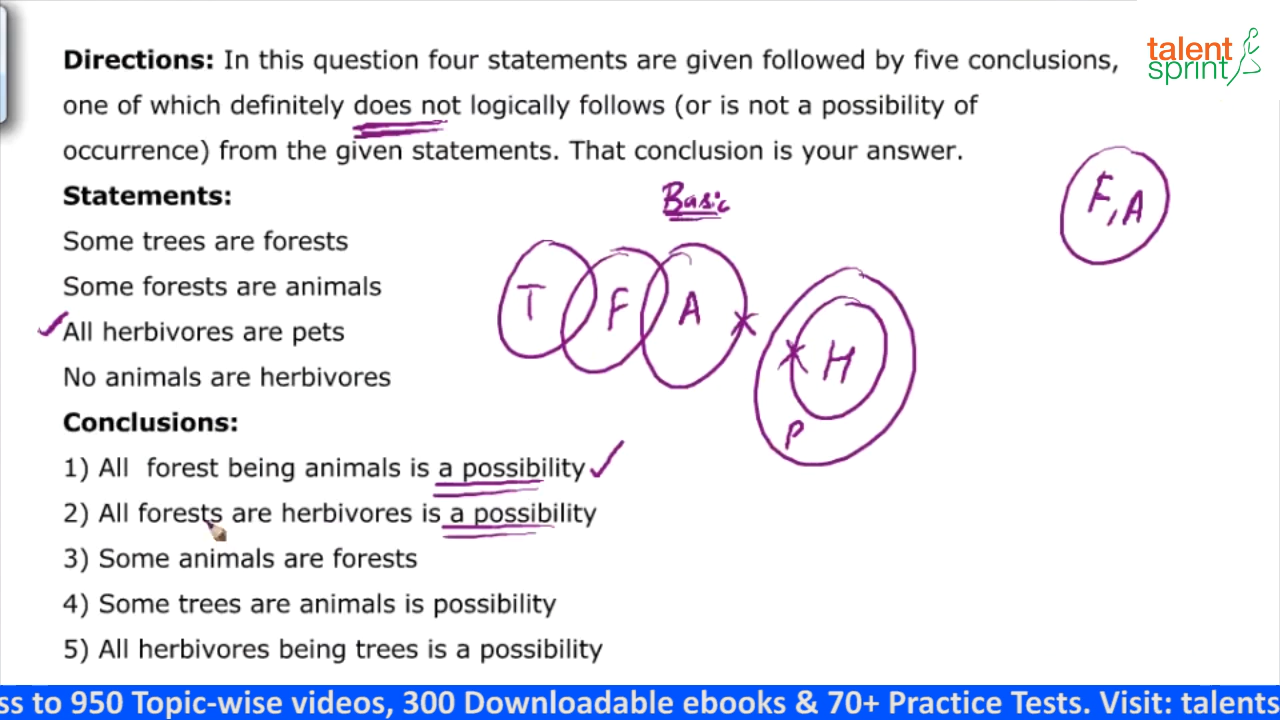 talent
sprint
Directions: In this question four statements are given followed by five conclusions,
one of which definitely does not logically follows (or is not a possibility of
occurrence) from the given statements. That conclusion is your answer.
Statements:
Basic
F, A
Some trees are forests
Some forests are animals
All herbivores are pets
No animals are herbivores
T F A H
P
Conclusions:
1) All forest being animals is a possibility
2) All forests are herbivores is a possibility
3) Some animals are forests
4) Some trees are animals is possibility
5) All herbivores being trees is a possibility
ss to 950 Topic-wise videos, 300 Downloadable ebooks & 70+ Practice Tests. Visit: talents